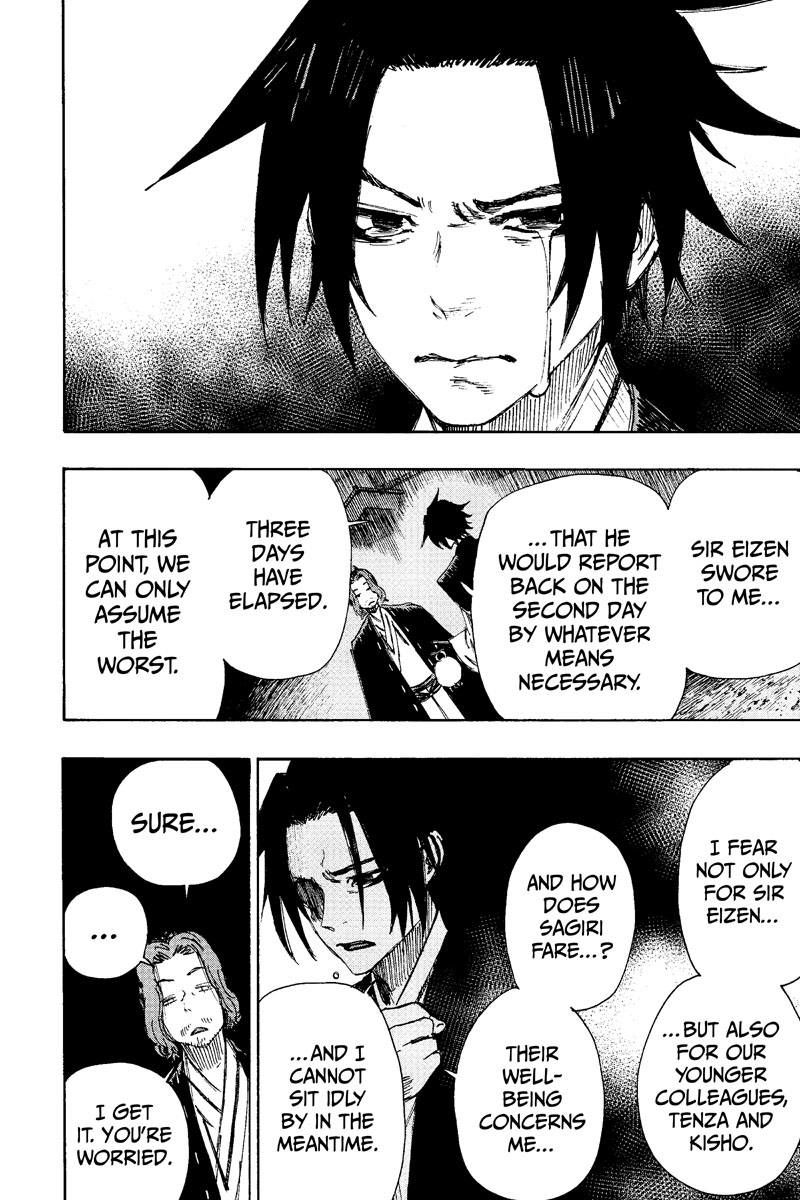 SIR EIZEN
SWORE
TO ME...
...THAT HE
WOULD REPORT
BACK ON THE
SECOND DAY
BY WHATEVER
MEANS
NECESSARY.
THREE
DAYS
HAVE
ELAPSED.
AT THIS
POINT, WE
CAN ONLY
ASSUME
THE
WORST.
I FEAR
NOT ONLY
FOR SIR
EIZEN...
...BUT ALSO
FOR OUR
YOUNGER
COLLEAGUES,
TENZA AND
KISHO.
AND HOW
DOES
SAGIRI
FARE...?
THEIR
WELL-
BEING
CONCERNS
ME...
...AND I
CANNOT
SIT IDLY
BY IN THE
MEANTIME.
SURE...
...
I GET
IT. YOU'RE
WORRIED.